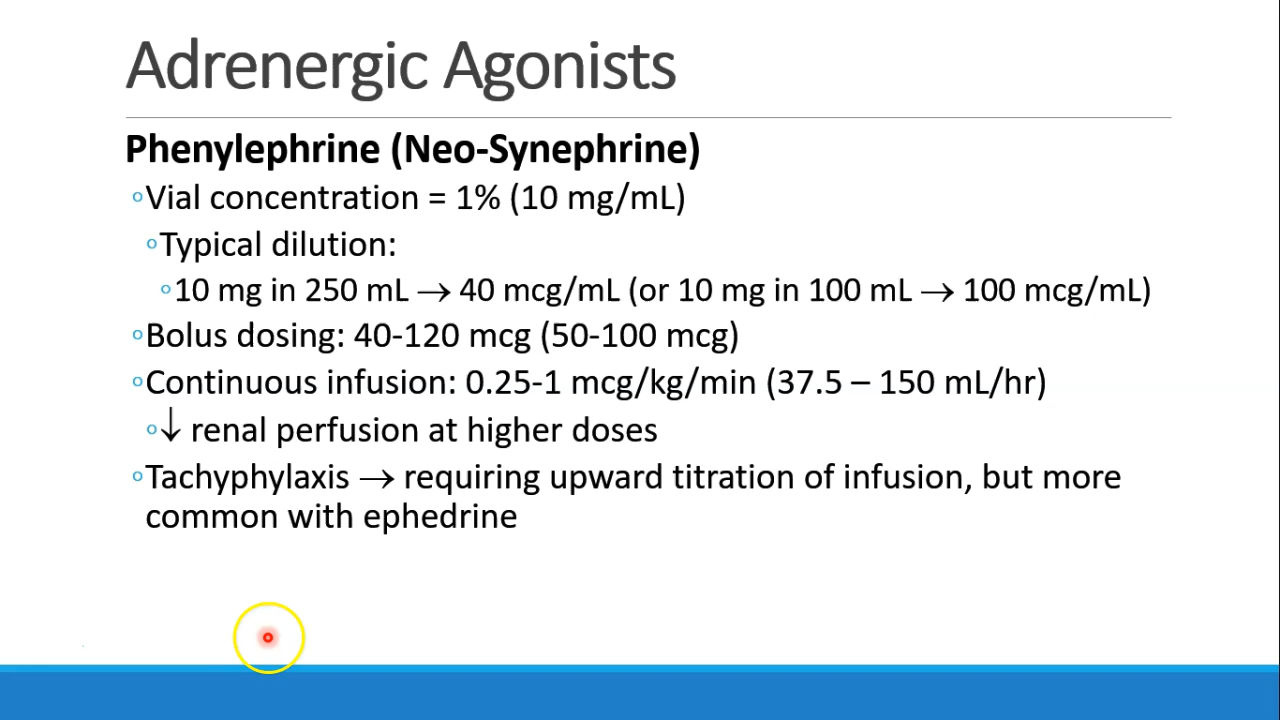 Adrenergic Agonists
Phenylephrine (Neo-Synephrine)
◦Vial concentration = 1% (10 mg/mL)
◦Typical dilution:
◦10 mg in 250 mL → 40 mcg/mL (or 10 mg in 100 mL → 100 mcg/mL)
◦Bolus dosing: 40-120 mcg (50-100 mcg)
◦Continuous infusion: 0.25-1 mcg/kg/min (37.5 – 150 mL/hr)
◦↓ renal perfusion at higher doses
◦Tachyphylaxis → requiring upward titration of infusion, but more
common with ephedrine